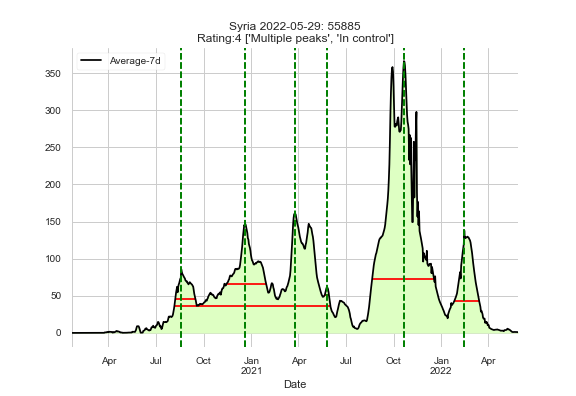 Syria 2022-05-29: 55885
Rating:4 ['Multiple peaks', 'In control']
Average-7d
350
300
250
200
150
100
50
0
Apr Jul Oct Jan Apr Jul Oct Jan Apr
2021 2022
Date